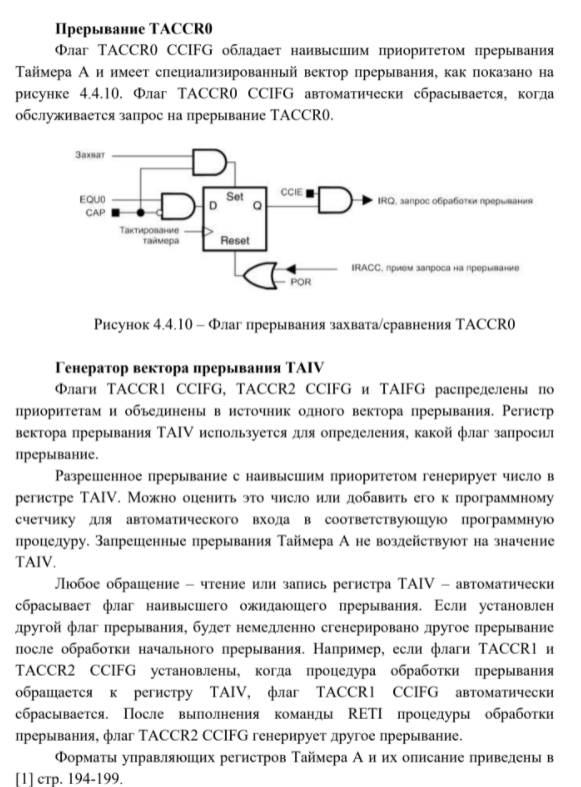 Прерывание TACCR0
Флаг TACCR0 CCIFG обладает наивысшим приоритетом прерывания
Таймера А и имеет специализированный вектор прерывания, как показано на
рисунке 4.4.10. Флаг TACCR0 CCIFG автоматически сбрасывается, когда
обслуживается запрос на прерывание TACCR0.
Захват
EQU0
CAP
Тактирование
таймера
D
Set
Q
Reset
CCIE
IRQ, запрос обработки прерывания
IRACC, прием запроса на прерывание
POR
Рисунок 4.4.10 – Флаг прерывания захвата/сравнения TACCR0
Генератор вектора прерывания TAIV
Флаги TACCR1 CCIFG, TACCR2 CCIFG и TAIFG распределены по
приоритетам и объединены в источник одного вектора прерывания. Регистр
вектора прерывания TAIV используется для определения, какой флаг запросил
прерывание.
Разрешенное прерывание с наивысшим приоритетом генерирует число в
регистре TAIV. Можно оценить это число или добавить его к программному
счетчику для автоматического входа в соответствующую программную
процедуру. Запрещенные прерывания Таймера А не воздействуют на значение
TAIV.
Любое обращение – чтение или запись регистра TAIV – автоматически
сбрасывает флаг наивысшего ожидающего прерывания. Если установлен
другой флаг прерывания, будет немедленно сгенерировано другое прерывание
после обработки начального прерывания. Например, если флаги TACCR1 и
TACCR2 CCIFG установлены, когда процедура обработки прерывания
обращается к регистру TAIV, флаг TACCR1 CCIFG автоматически
сбрасывается. После выполнения команды RETI процедуры обработки
прерывания, флаг TACCR2 CCIFG генерирует другое прерывание.
Форматы управляющих регистров Таймера А и их описание приведены в
[1] стр. 194-199.